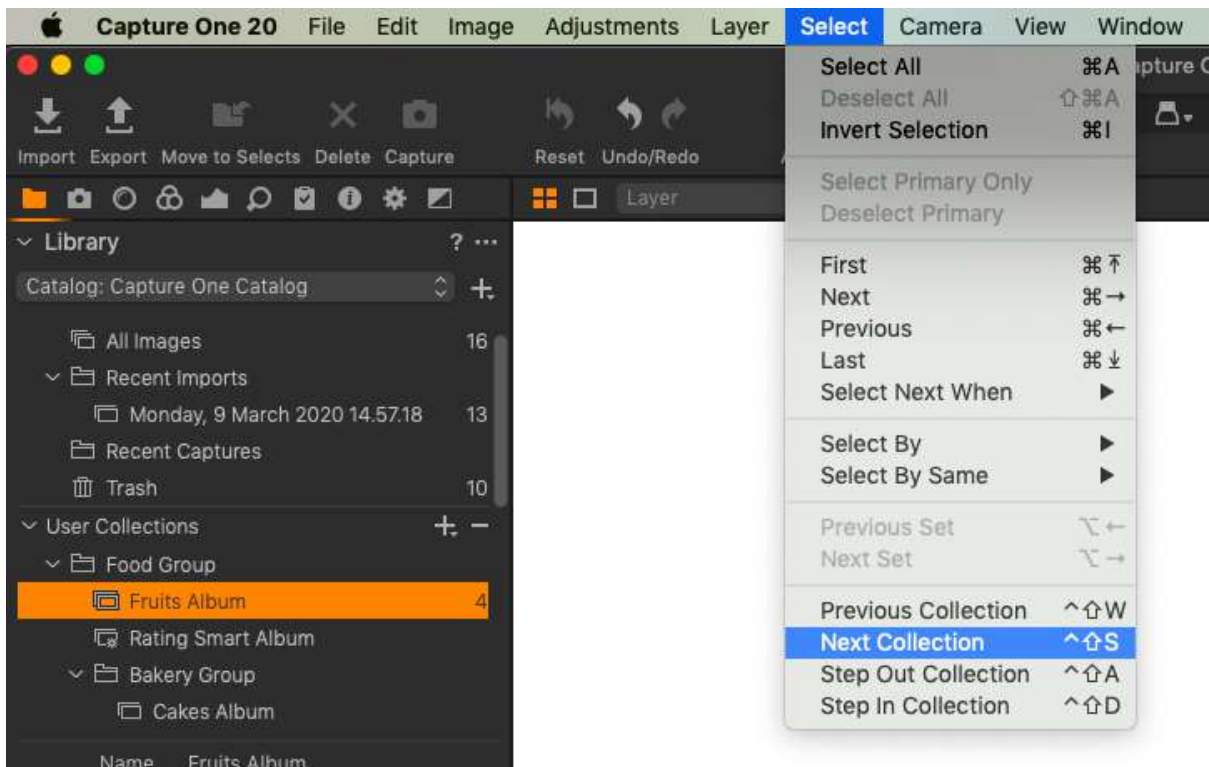 Capture One 20 File Edit Image Adjustments Layer Select Camera View Window
Import Export Move to Selects Delete Capture Reset Undo/Redo
Layer
Library ? ...
Catalog: Capture One Catalog
All Images 16
Recent Imports
Monday, 9 March 2020 14.57.18 13
Recent Captures
Trash 10
User Collections
Food Group
Fruits Album 4
Rating Smart Album
Bakery Group
Cakes Album
Name Fruits Album
Select All ⌘A
Deselect All ⇧⌘A
Invert Selection ⌘I
Select Primary Only
Deselect Primary
First ⌘⤒
Next ⌘→
Previous ⌘←
Last ⌘⤓
Select Next When ▶
Select By ▶
Select By Same ▶
Previous Set ⌥←
Next Set ⌥→
Previous Collection ^⇧W
Next Collection ^⇧S
Step Out Collection ^⇧A
Step In Collection ^⇧D